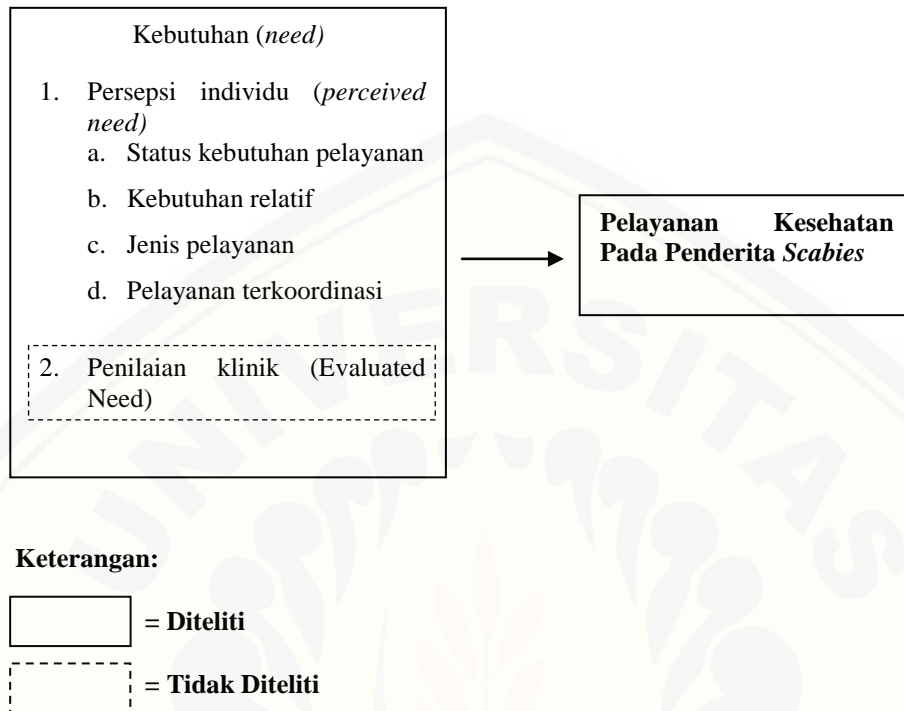 Kebutuhan (need)
1. Persepsi individu (perceived
need)
a. Status kebutuhan pelayanan
b. Kebutuhan relatif
c. Jenis pelayanan
d. Pelayanan terkoordinasi
2. Penilaian klinik (Evaluated
Need)
Pelayanan Kesehatan
Pada Penderita Scabies
Keterangan:
= Diteliti
= Tidak Diteliti
UNIVERSITAS